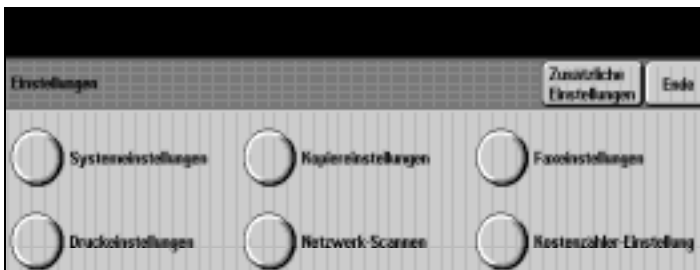 Einstellungen
Zusätzliche
Einstellungen
Ende
Systemeinstellungen
Kopiereinstellungen
Faxeinstellungen
Druckeinstellungen
Netzwerk-Scannen
Kostenzähler-Einstellung